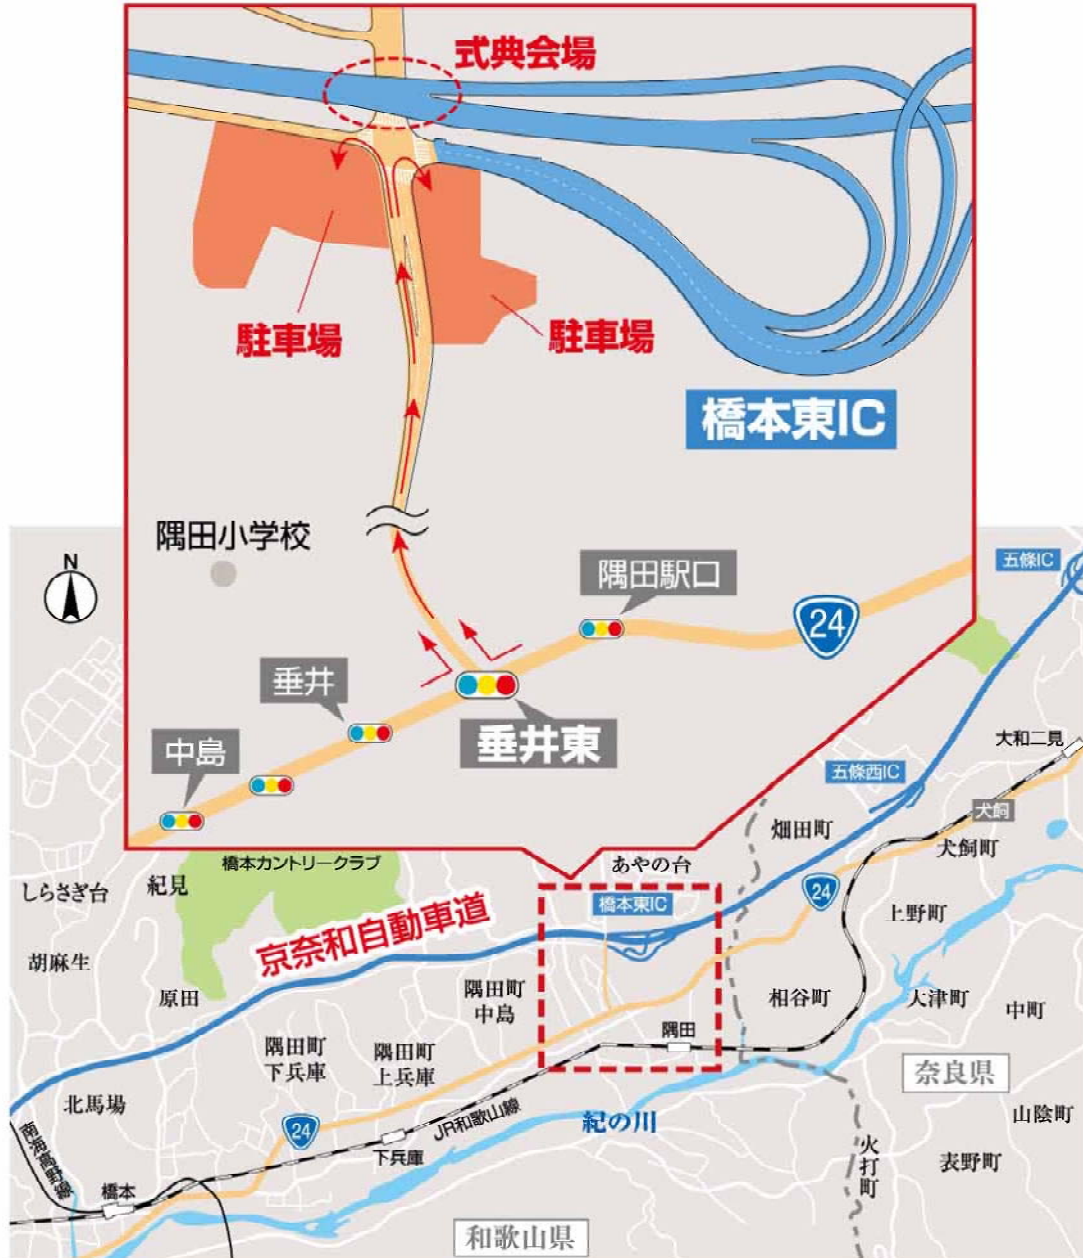 式典会場
駐車場
駐車場
橋本東IC
隅田小学校
隅田駅口
24
垂井
垂井東
中島
N
五條IC
大和二見
五條西IC
犬飼
畑田町
犬飼町
橋本カントリークラブ
あやの台
しらさぎ台
紀見
橋本東IC
24
上野町
京奈和自動車道
胡麻生
原田
隅田町
中島
相谷町
大津町
中町
隅田
隅田町
下兵庫
隅田町
上兵庫
奈良県
北馬場
24
JR和歌山線
紀の川
山陰町
南海高野線
下兵庫
火打町
表野町
橋本
和歌山県